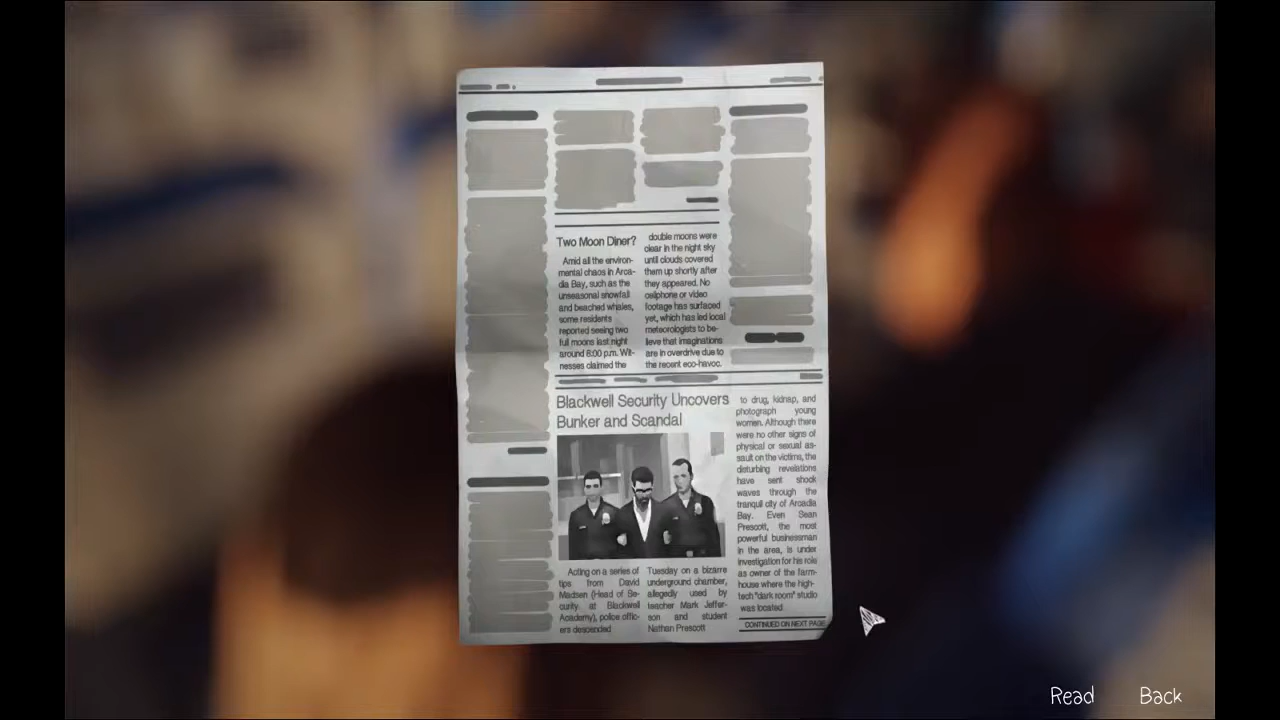 Two Moon Diner?
Amid all the environ-
mental chaos in Arca-
dia Bay, such as the
unseasonal snowfall
and beached whales,
some residents
reported seeing two
full moons last night
around 6:00 p.m. Wit-
nesses claimed the
double moons were
clear in the night sky
until clouds covered
them up shortly after
they appeared. No
cellphone or video
footage has surfaced
yet, which has led local
meteorologists to be-
lieve that imaginations
are in overdrive due to
the recent eco-havoc.
Blackwell Security Uncovers
Bunker and Scandal
Acting on a series of
tips from David
Madsen (Head of Se-
curity at Blackwell
Academy), police offic-
ers descended
Tuesday on a bizarre
underground chamber,
allegedly used by
teacher Mark Jeffer-
son and student
Nathan Prescott
to drug, kidnap, and
photograph young
women. Although there
were no other signs of
physical or sexual as-
sault on the victims, the
disturbing revelations
have sent shock
waves through the
tranquil city of Arcadia
Bay. Even Sean
Prescott, the most
powerful businessman
in the area, is under
investigation for his role
as owner of the farm-
house where the high-
tech "dark room" studio
was located
CONTINUED ON NEXT PAGE
Read
Back